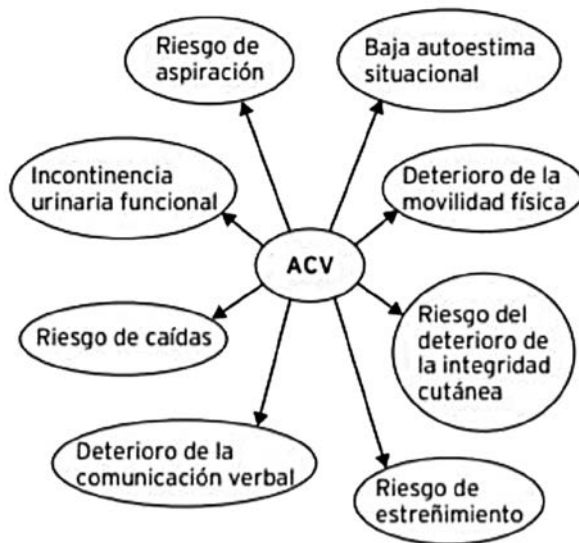 Riesgo de
aspiración
Baja autoestima
situacional
Incontinencia
urinaria funcional
Deterioro de la
movilidad física
ACV
Riesgo de caídas
Riesgo del
deterioro de
la integridad
cutánea
Deterioro de la
comunicación verbal
Riesgo de
estreñimiento